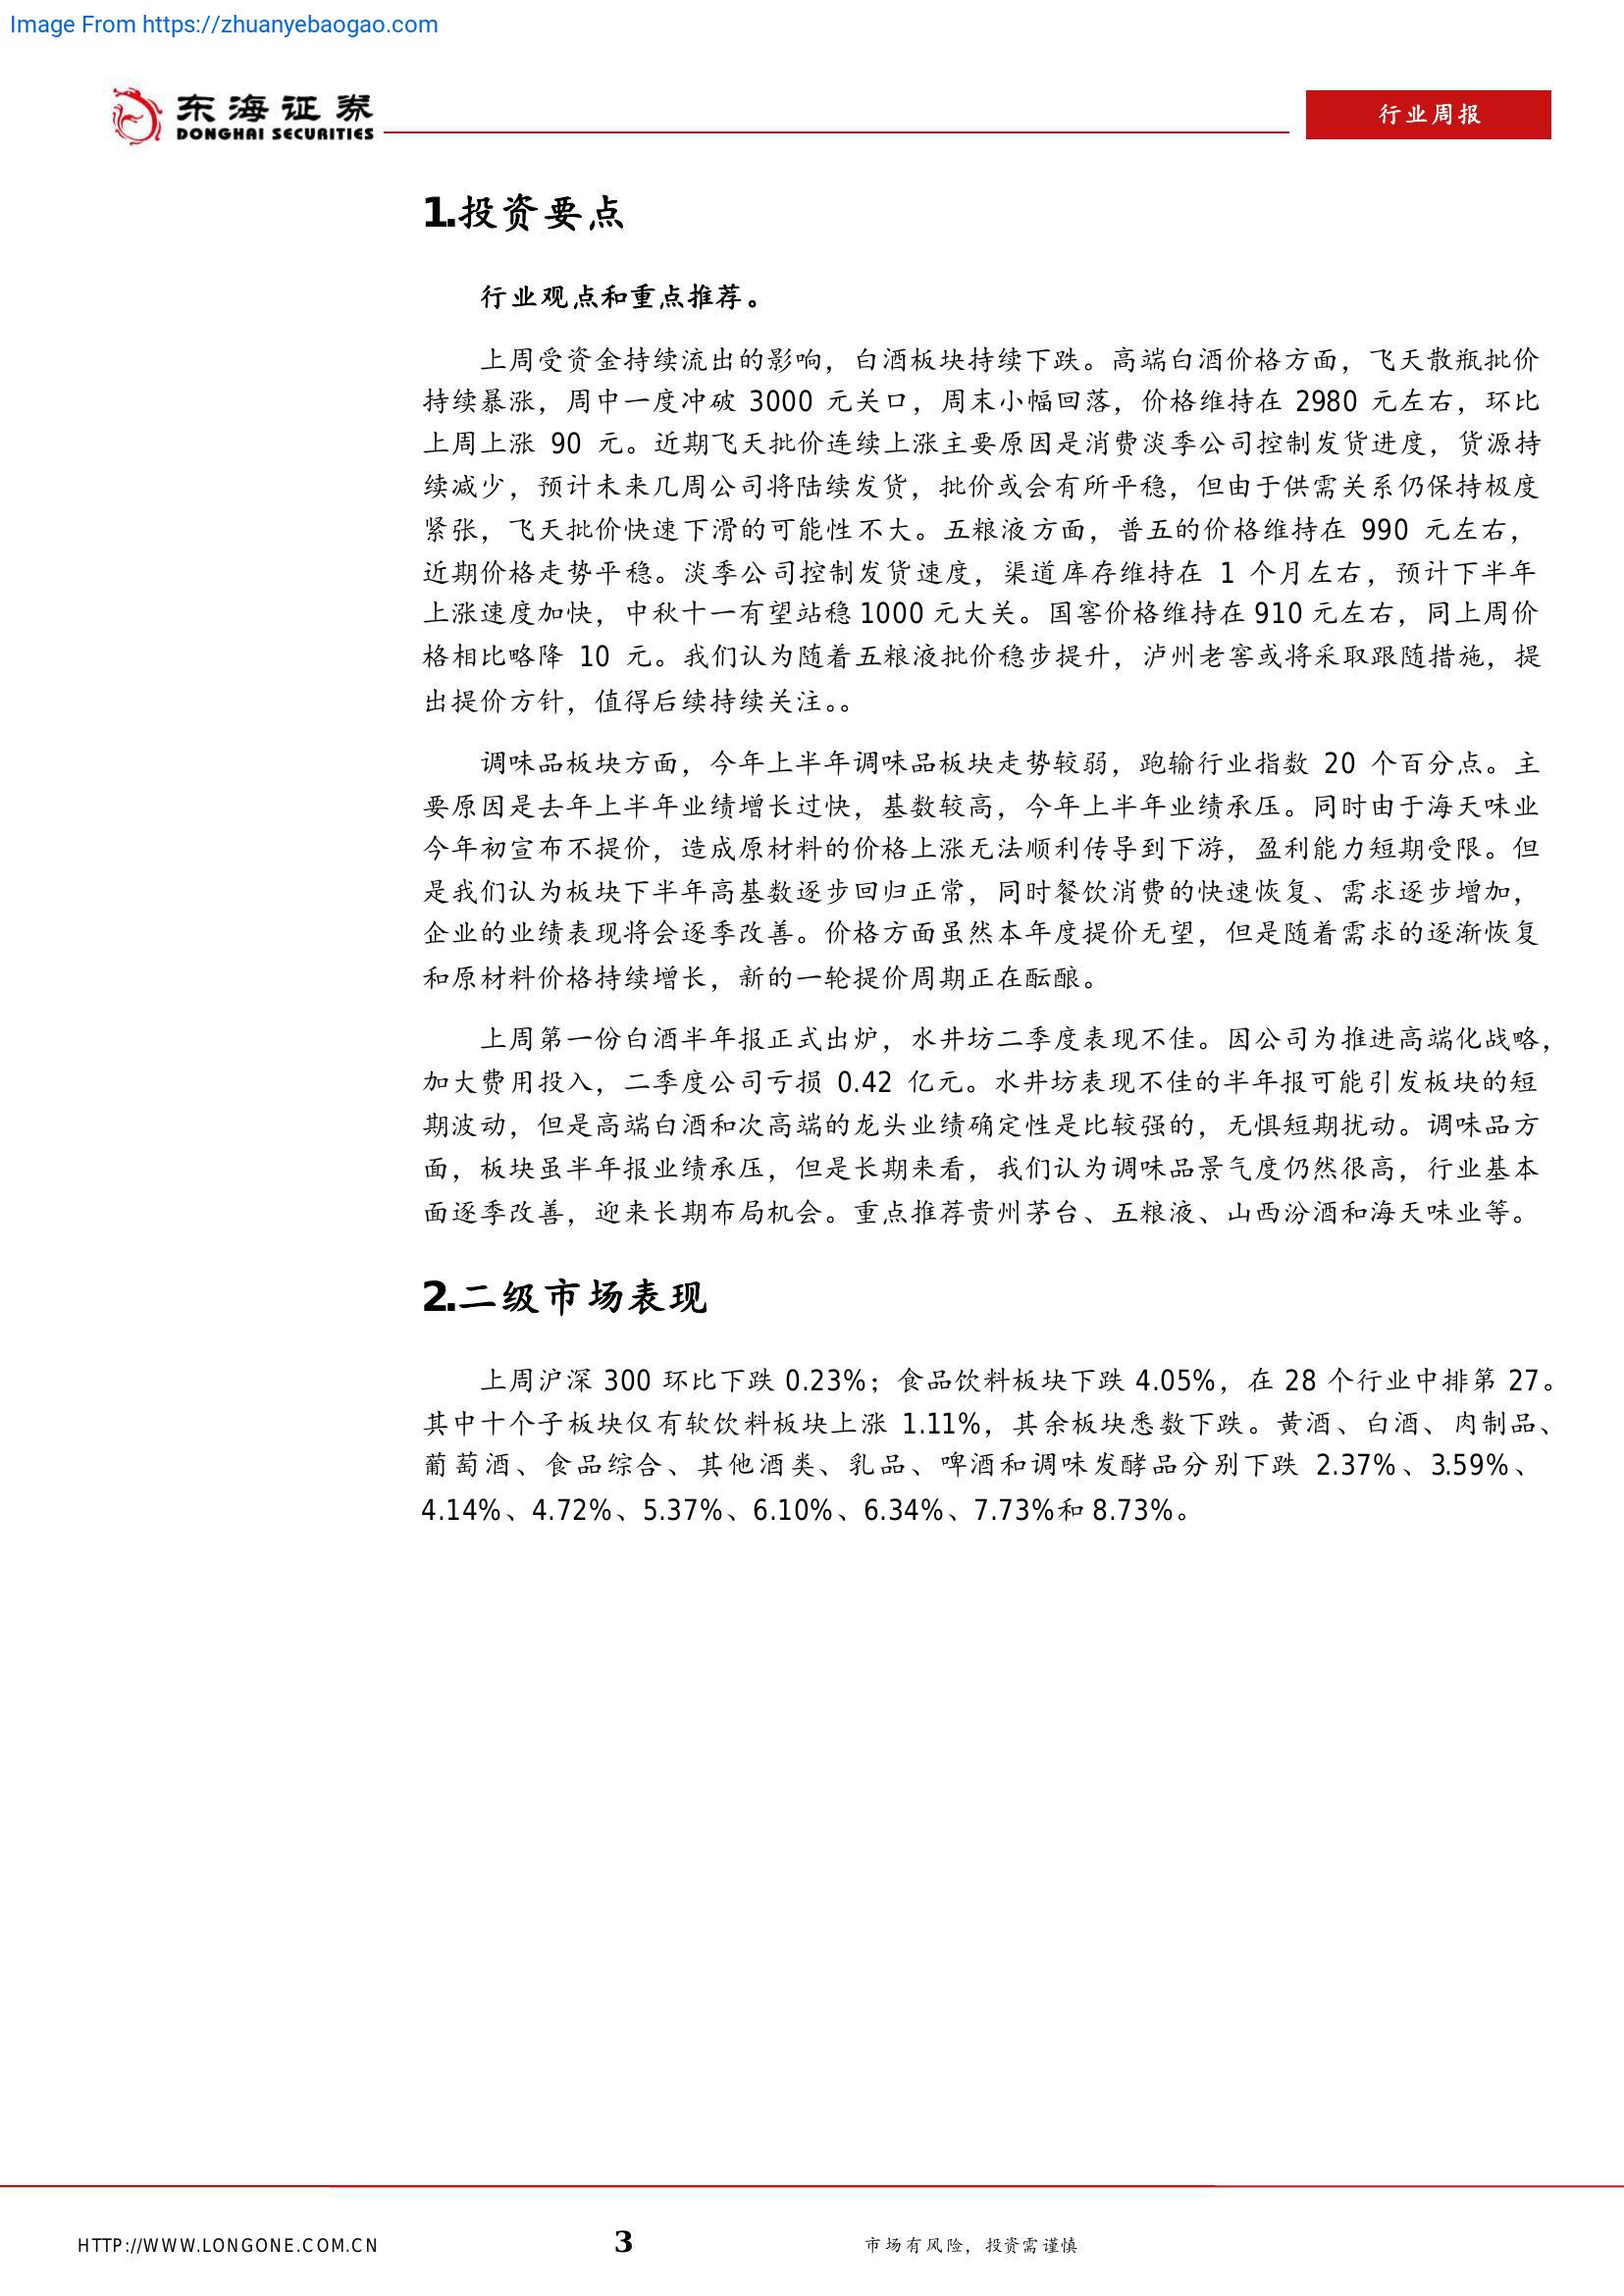 Image From https://zhuanyebaogao.com
东海证券
DONGHAI SECURITIES
行业周报
1.投资要点
行业观点和重点推荐。
上周受资金持续流出的影响，白酒板块持续下跌。高端白酒价格方面，飞天散瓶批价
持续暴涨，周中一度冲破 3000 元关口，周末小幅回落，价格维持在 2980 元左右，环比
上周上涨 90 元。近期飞天批价连续上涨主要原因是消费淡季公司控制发货进度，货源持
续减少，预计未来几周公司将陆续发货，批价或会有所平稳，但由于供需关系仍保持极度
紧张，飞天批价快速下滑的可能性不大。五粮液方面，普五的价格维持在 990 元左右，
近期价格走势平稳。淡季公司控制发货速度，渠道库存维持在 1 个月左右，预计下半年
上涨速度加快，中秋十一有望站稳 1000 元大关。国窖价格维持在 910 元左右，同上周价
格相比略降 10 元。我们认为随着五粮液批价稳步提升，泸州老窖或将采取跟随措施，提
出提价方针，值得后续持续关注。。
调味品板块方面，今年上半年调味品板块走势较弱，跑输行业指数 20 个百分点。主
要原因是去年上半年业绩增长过快，基数较高，今年上半年业绩承压。同时由于海天味业
今年初宣布不提价，造成原材料的价格上涨无法顺利传导到下游，盈利能力短期受限。但
是我们认为板块下半年高基数逐步回归正常，同时餐饮消费的快速恢复、需求逐步增加，
企业的业绩表现将会逐季改善。价格方面虽然本年度提价无望，但是随着需求的逐渐恢复
和原材料价格持续增长，新的一轮提价周期正在酝酿。
上周第一份白酒半年报正式出炉，水井坊二季度表现不佳。因公司为推进高端化战略，
加大费用投入，二季度公司亏损 0.42 亿元。水井坊表现不佳的半年报可能引发板块的短
期波动，但是高端白酒和次高端的龙头业绩确定性是比较强的，无惧短期扰动。调味品方
面，板块虽半年报业绩承压，但是长期来看，我们认为调味品景气度仍然很高，行业基本
面逐季改善，迎来长期布局机会。重点推荐贵州茅台、五粮液、山西汾酒和海天味业等。
2.二级市场表现
上周沪深 300 环比下跌 0.23%；食品饮料板块下跌 4.05%，在 28 个行业中排第 27。
其中十个子板块仅有软饮料板块上涨 1.11%，其余板块悉数下跌。黄酒、白酒、肉制品、
葡萄酒、食品综合、其他酒类、乳品、啤酒和调味发酵品分别下跌 2.37%、3.59%、
4.14%、4.72%、5.37%、6.10%、6.34%、7.73%和 8.73%。
HTTP://WWW.LONGONE.COM.CN
3
市场有风险，投资需谨慎